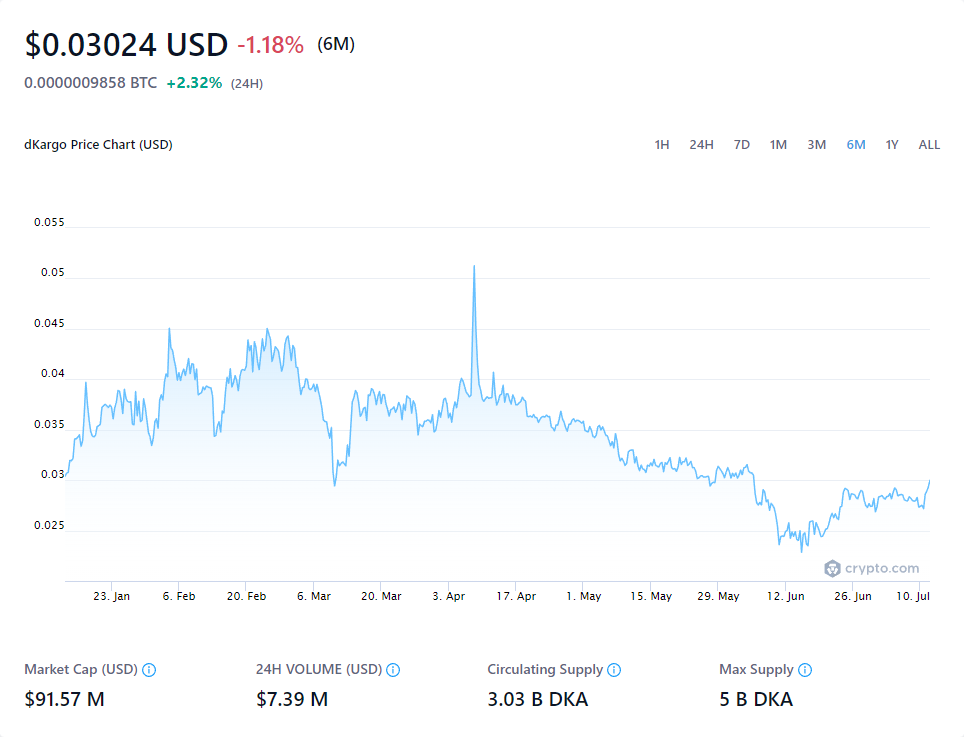 $0.03024 USD -1.18% (6M)
0.0000009858 BTC +2.32% (24H)
dKargo Price Chart (USD) 1H 24H 7D 1M 3M 6M 1Y ALL
0.055
0.05
0.045
0.04
0.035
0.03
0.025
crypto.com
23. Jan 6. Feb 20. Feb 6. Mar 20. Mar 3. Apr 17. Apr 1. May 15. May 29. May 12. Jun 26. Jun 10. Jul
Market Cap (USD) 24H VOLUME (USD) Circulating Supply Max Supply
$91.57 M $7.39 M 3.03 B DKA 5 B DKA